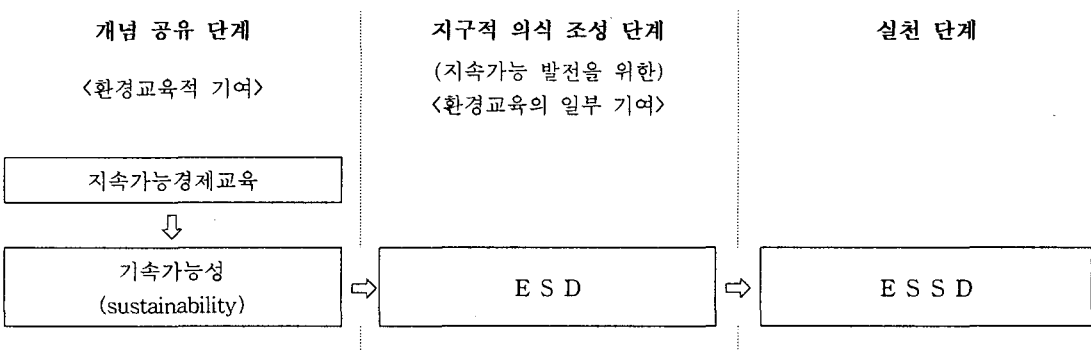 개념 공유 단계
〈환경교육적 기여〉
지구적 의식 조성 단계
(지속가능 발전을 위한)
〈환경교육의 일부 기여〉
실천 단계
지속가능경제교육
⇩
기속가능성
(sustainability)
⇨
E S D
⇨
E S S D